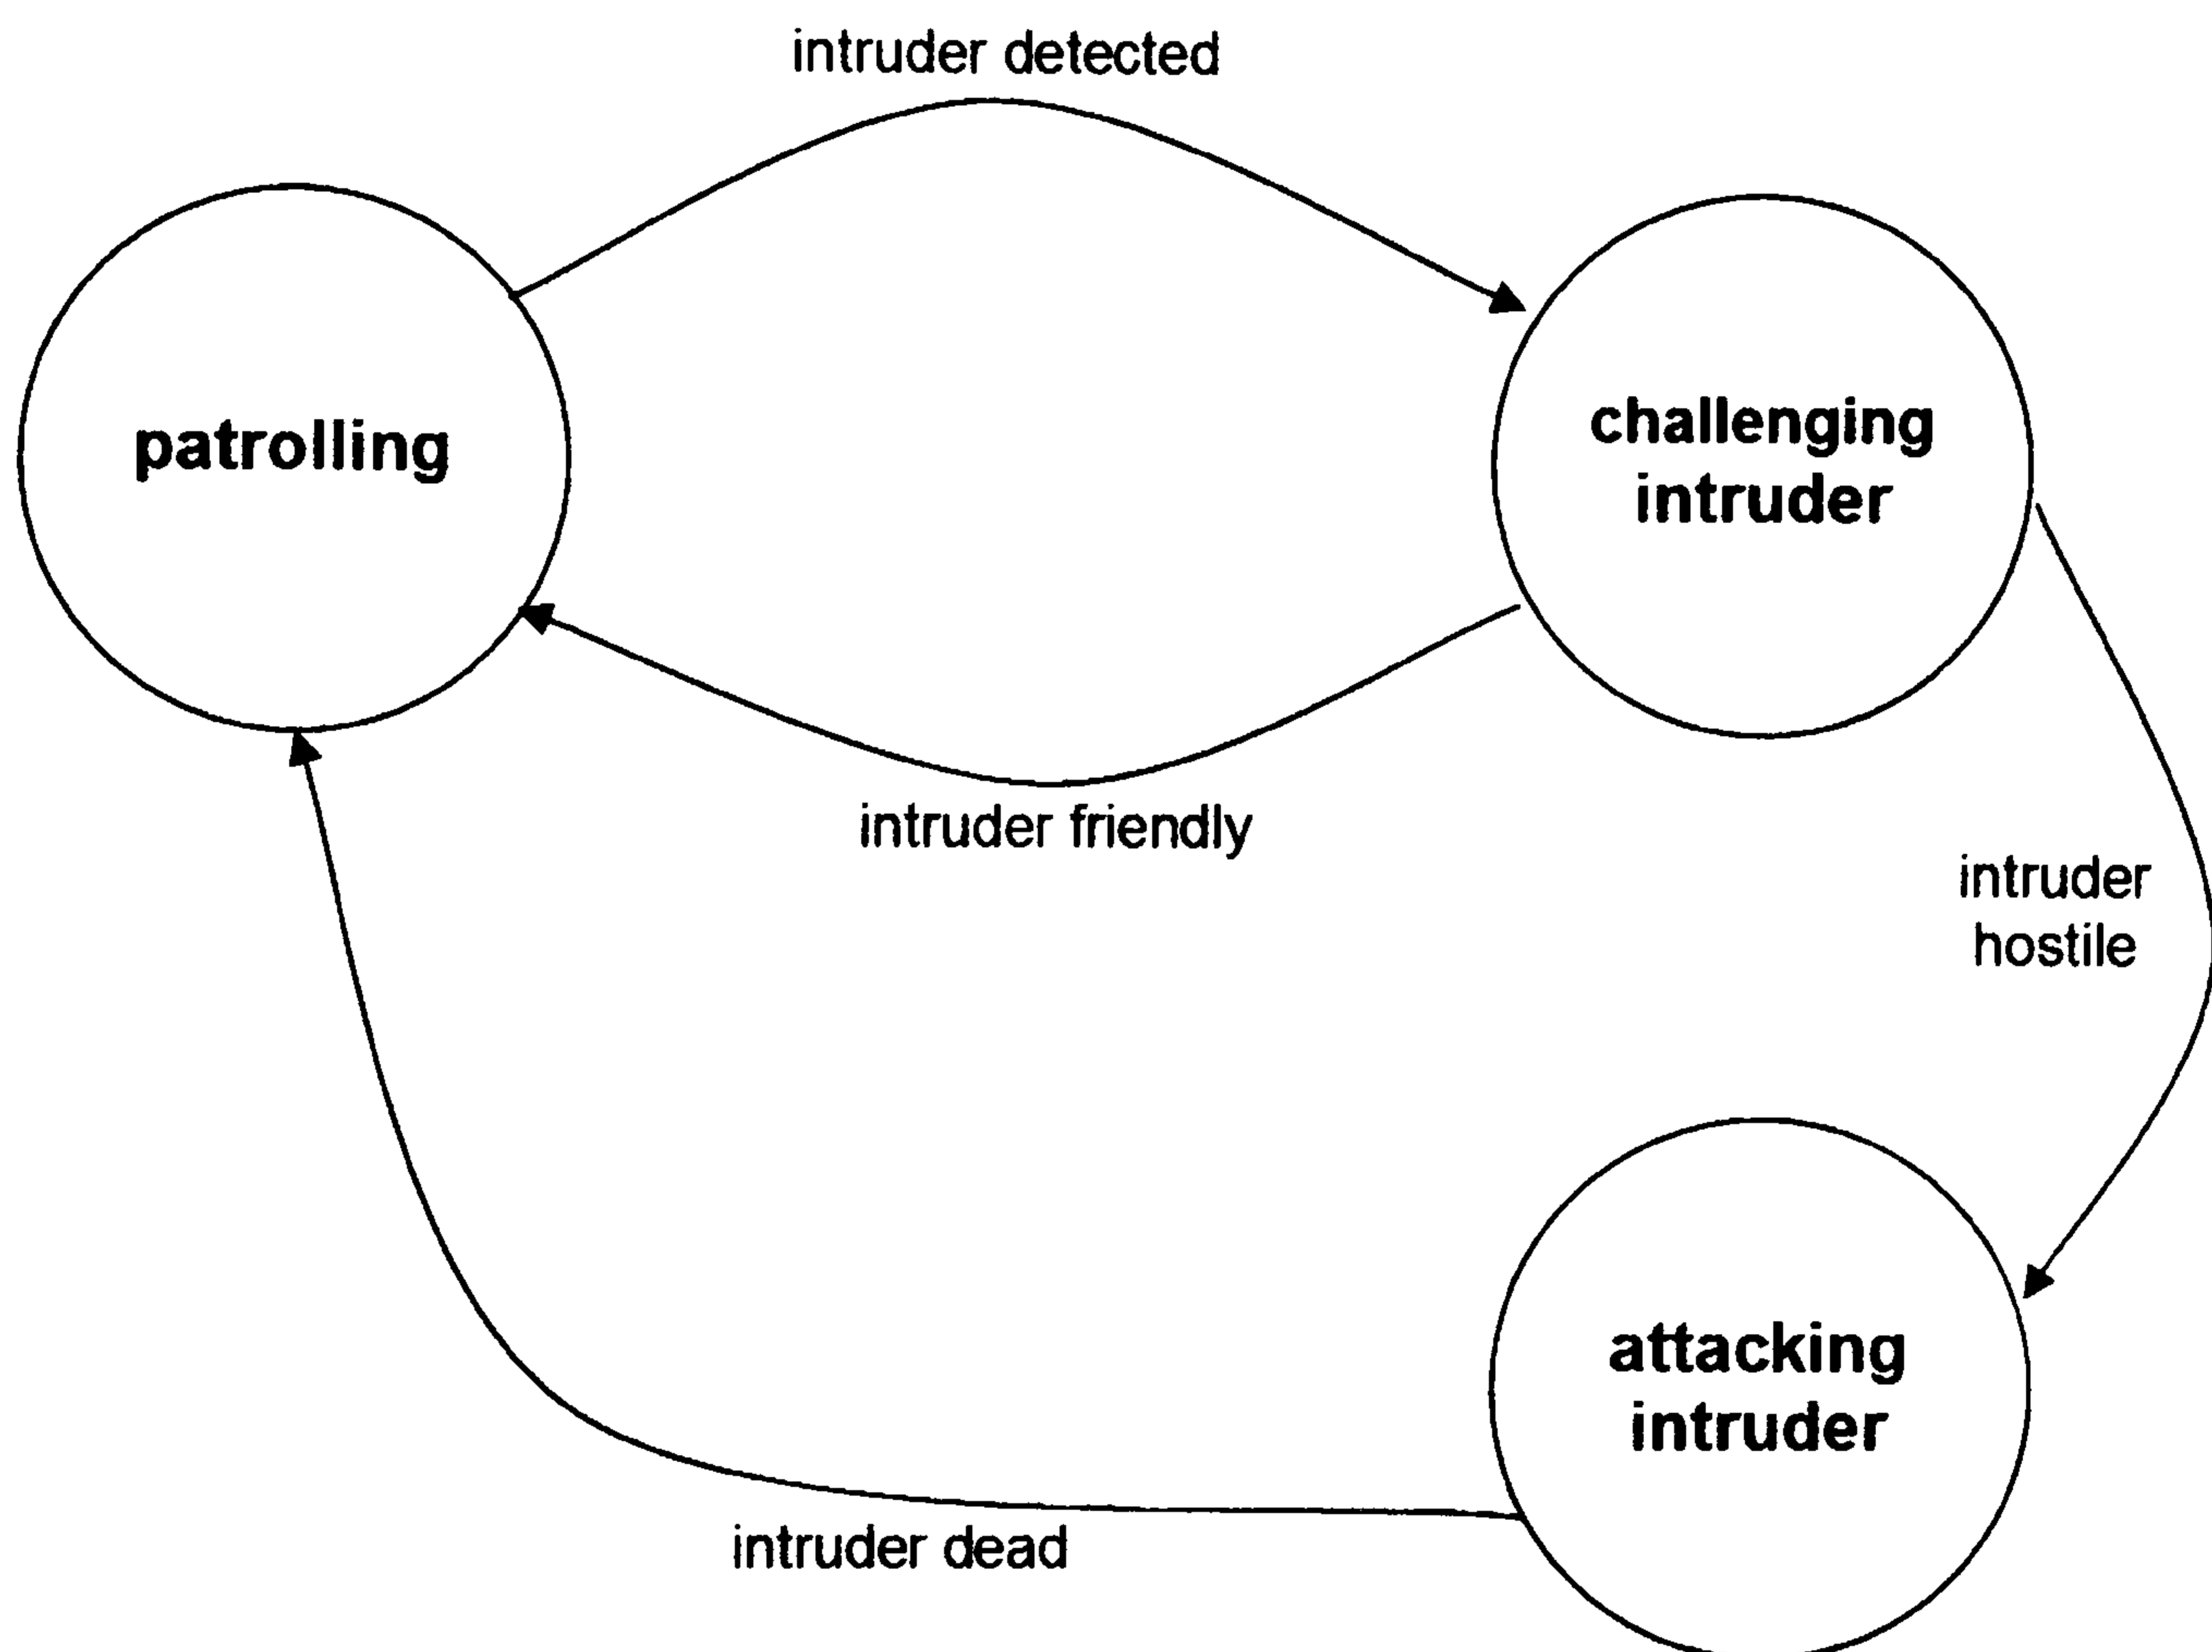 intruder detected
patrolling
challenging
intruder
intruder friendly
intruder
hostile
attacking
intruder
intruder dead